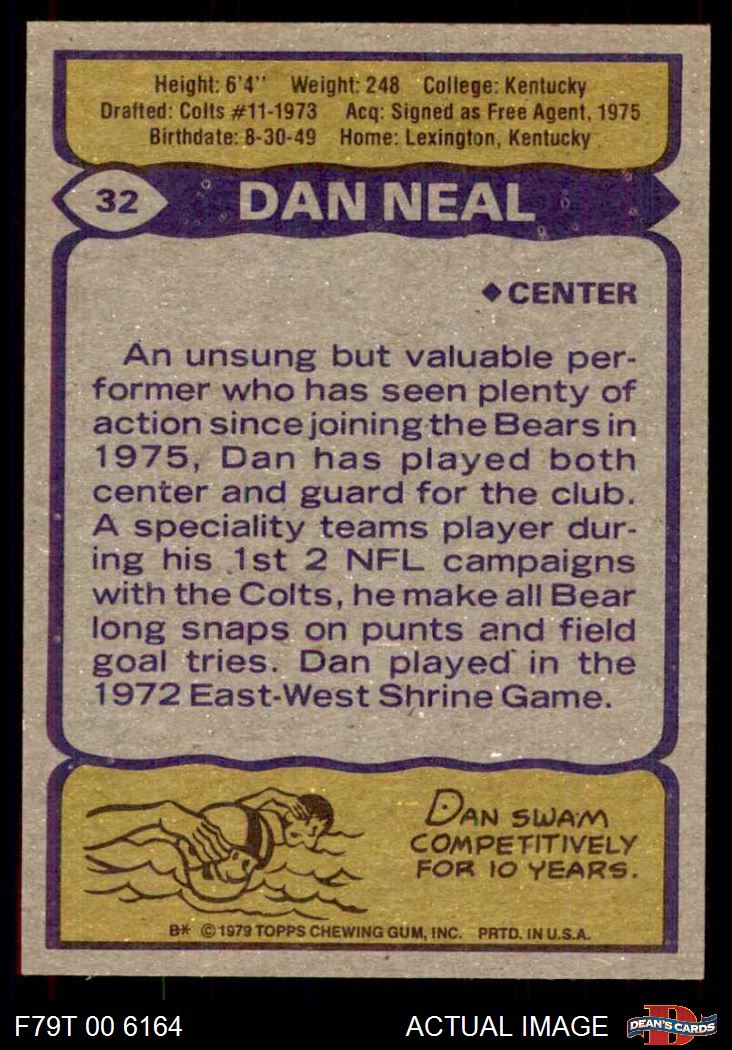 Height: 6'4'' Weight: 248 College: Kentucky
Drafted: Colts #11-1973 Acq: Signed as Free Agent, 1975
Birthdate: 8-30-49 Home: Lexington, Kentucky
32 DAN NEAL
◆ CENTER
An unsung but valuable per-
former who has seen plenty of
action since joining the Bears in
1975, Dan has played both
center and guard for the club.
A speciality teams player dur-
ing his 1st 2 NFL campaigns
with the Colts, he make all Bear
long snaps on punts and field
goal tries. Dan played in the
1972 East-West Shrine Game.
DAN SWAM
COMPETITIVELY
FOR 10 YEARS.
B* © 1979 TOPPS CHEWING GUM, INC. PRTD. IN U.S.A.
F79T 00 6164 ACTUAL IMAGE D DEAN'S CARDS